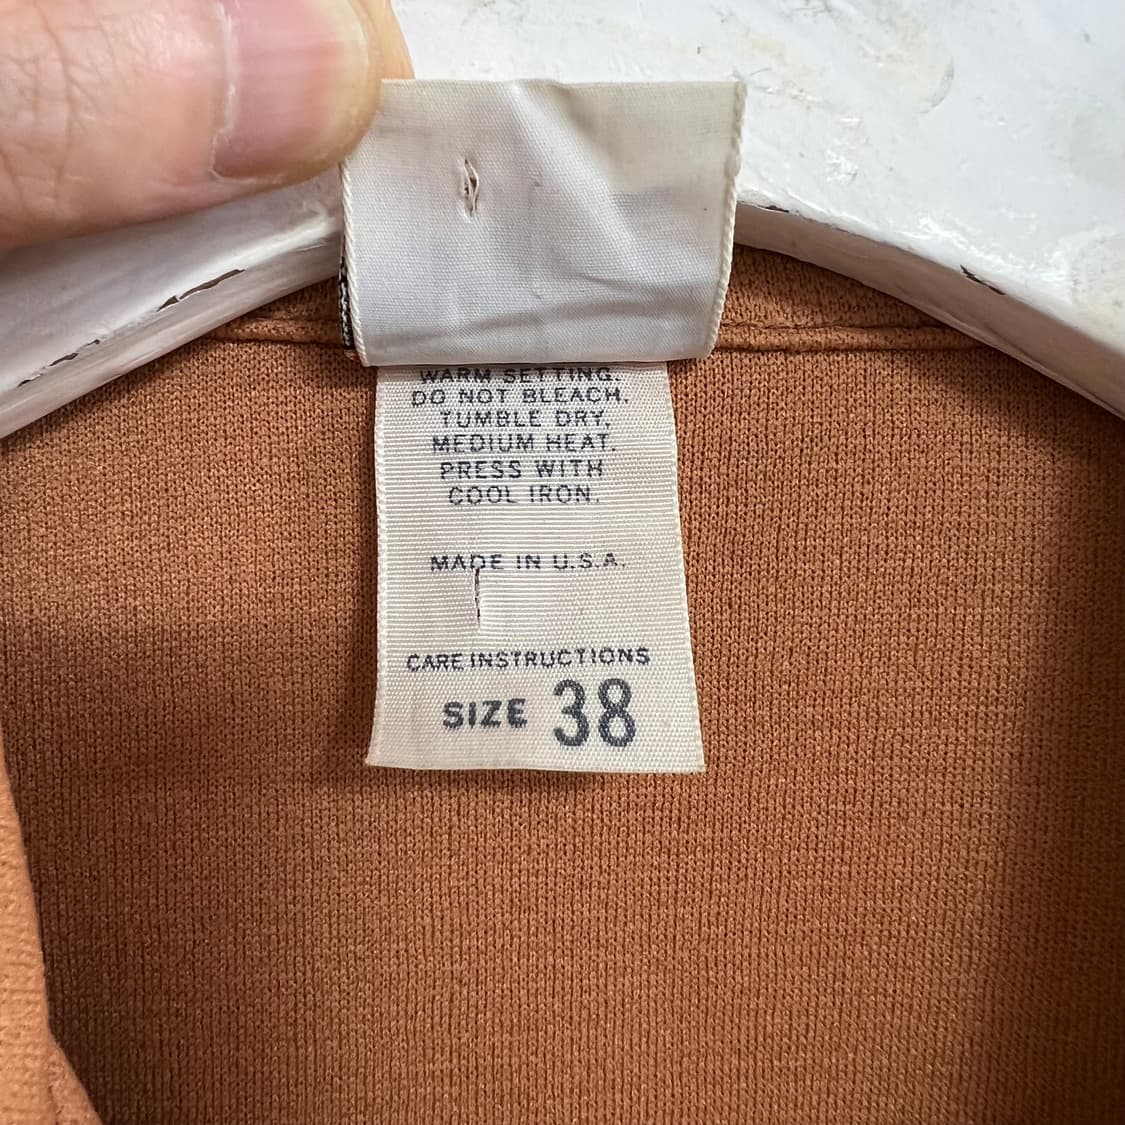 WARM SETTING.
DO NOT BLEACH.
TUMBLE DRY,
MEDIUM HEAT.
PRESS WITH
COOL IRON.
MADE IN U.S.A.
CARE INSTRUCTIONS
SIZE 38